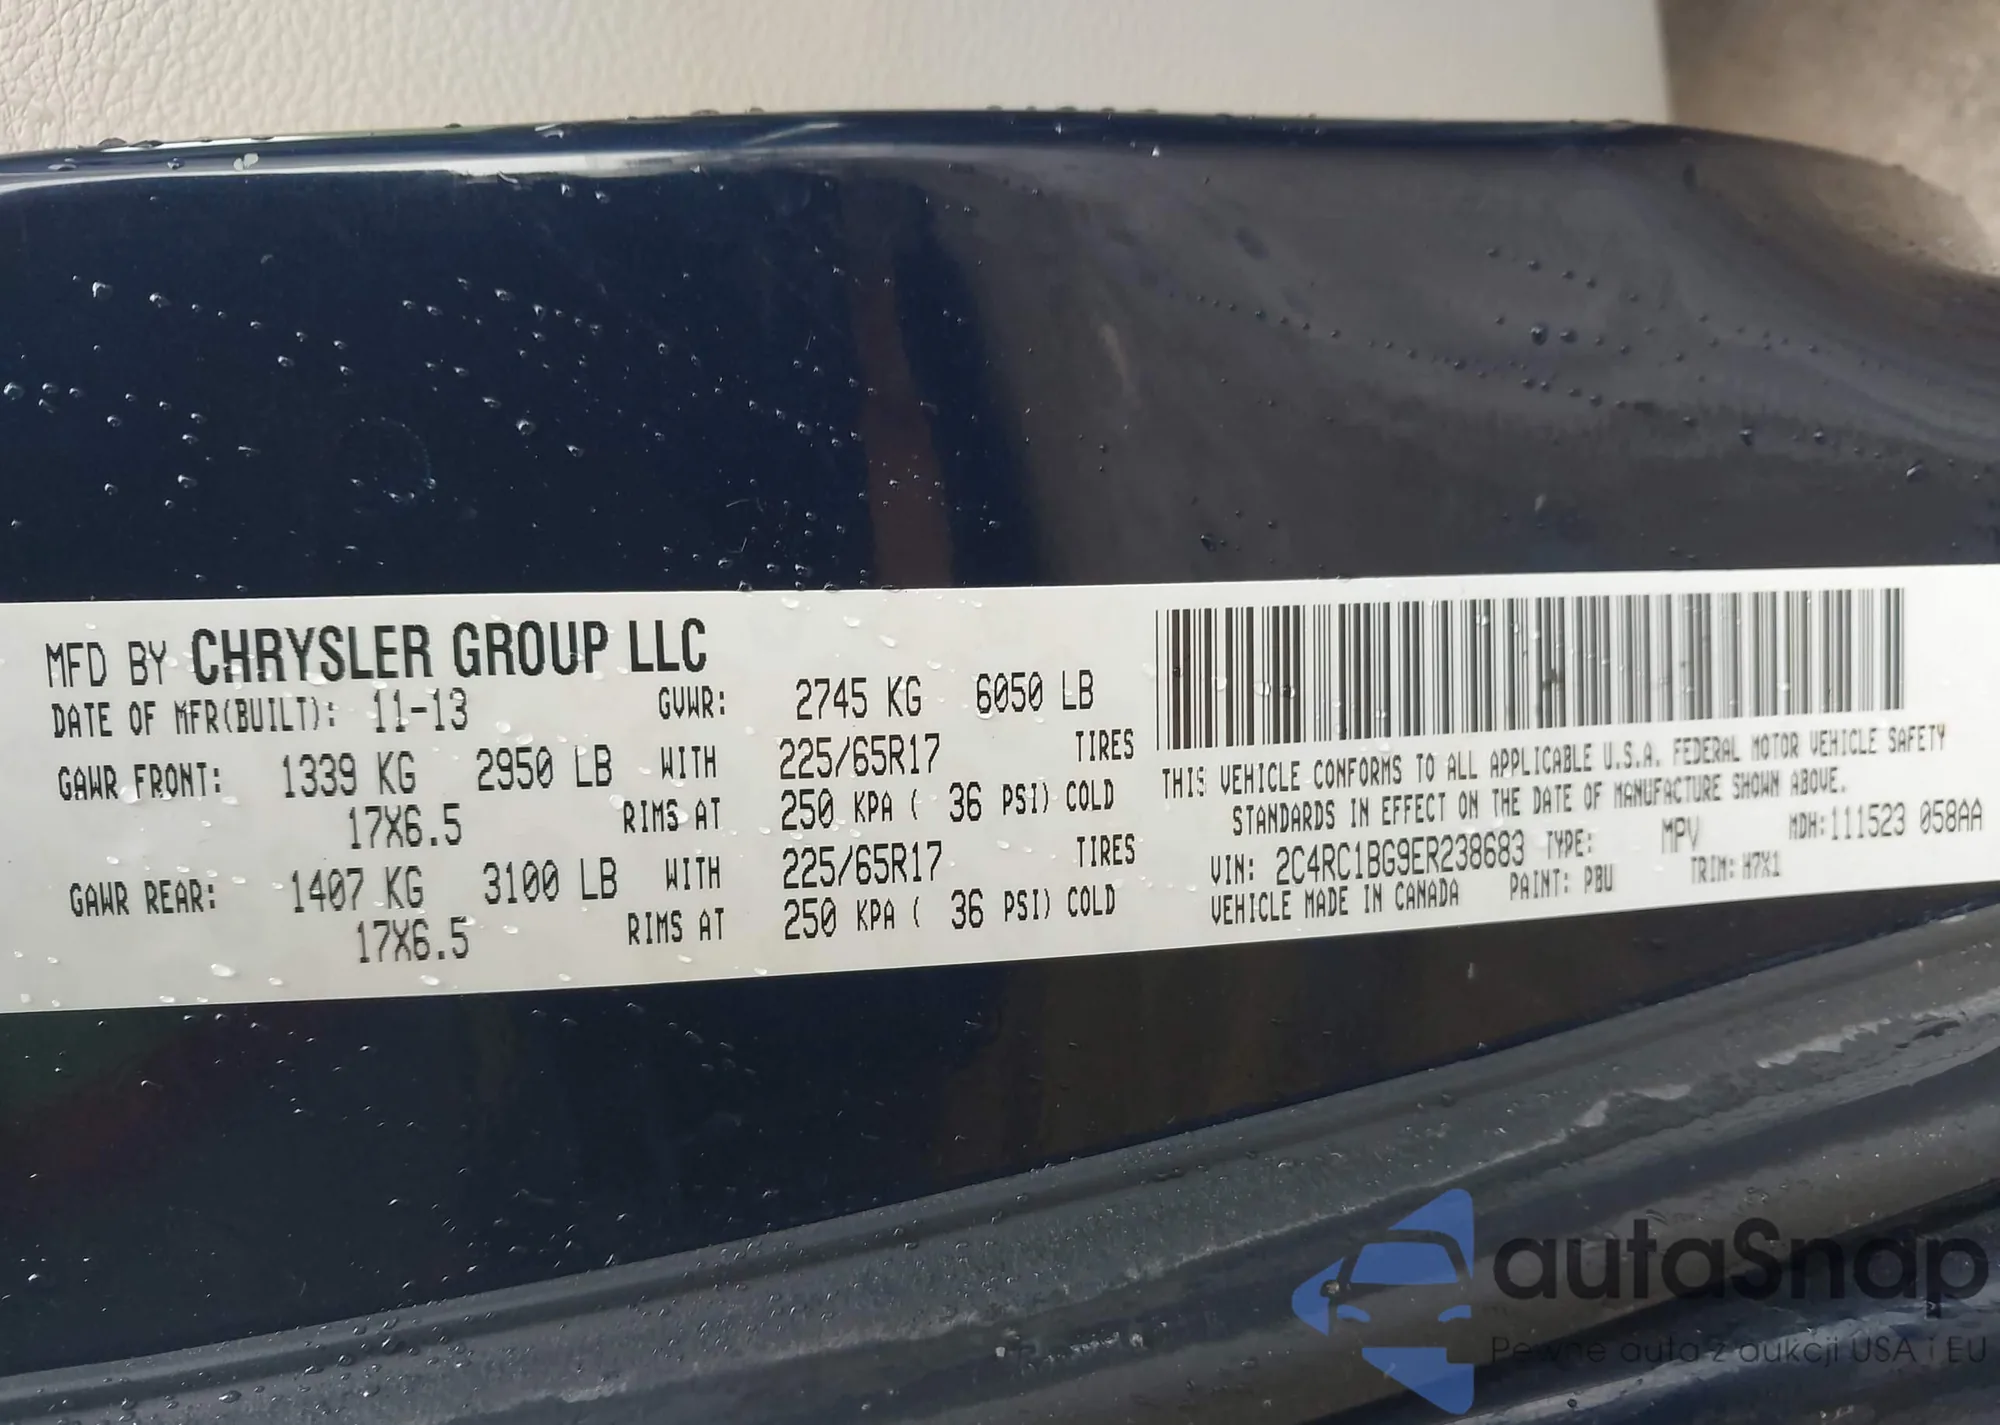 MFD BY CHRYSLER GROUP LLC
DATE OF MFR(BUILT): 11-13 GVWR: 2745 KG 6050 LB
GAWR FRONT: 1339 KG 2950 LB WITH 225/65R17 TIRES
17X6.5 RIMS AT 250 KPA ( 36 PSI) COLD
GAWR REAR: 1407 KG 3100 LB WITH 225/65R17 TIRES
17X6.5 RIMS AT 250 KPA ( 36 PSI) COLD
THIS VEHICLE CONFORMS TO ALL APPLICABLE U.S.A. FEDERAL MOTOR VEHICLE SAFETY
STANDARDS IN EFFECT ON THE DATE OF MANUFACTURE SHOWN ABOVE.
VIN: 2C4RC1BG9ER238683 TYPE: MPV MDH:111523 058AA
VEHICLE MADE IN CANADA PAINT: PBU TRIM: H7X1
autaSnap
Pewne auta z aukcji USA i EU